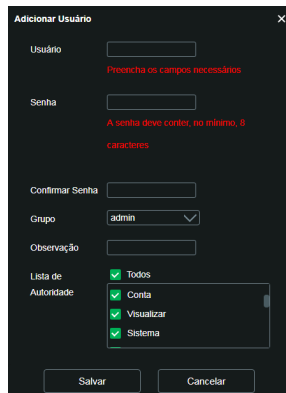 Adicionar Usuário
Usuário
Preencha os campos necessários
Senha
A senha deve conter, no mínimo, 8
caracteres
Confirmar Senha
Grupo admin
Observação
Lista de Todos
Autoridade Conta
Visualizar
Sistema
Salvar Cancelar